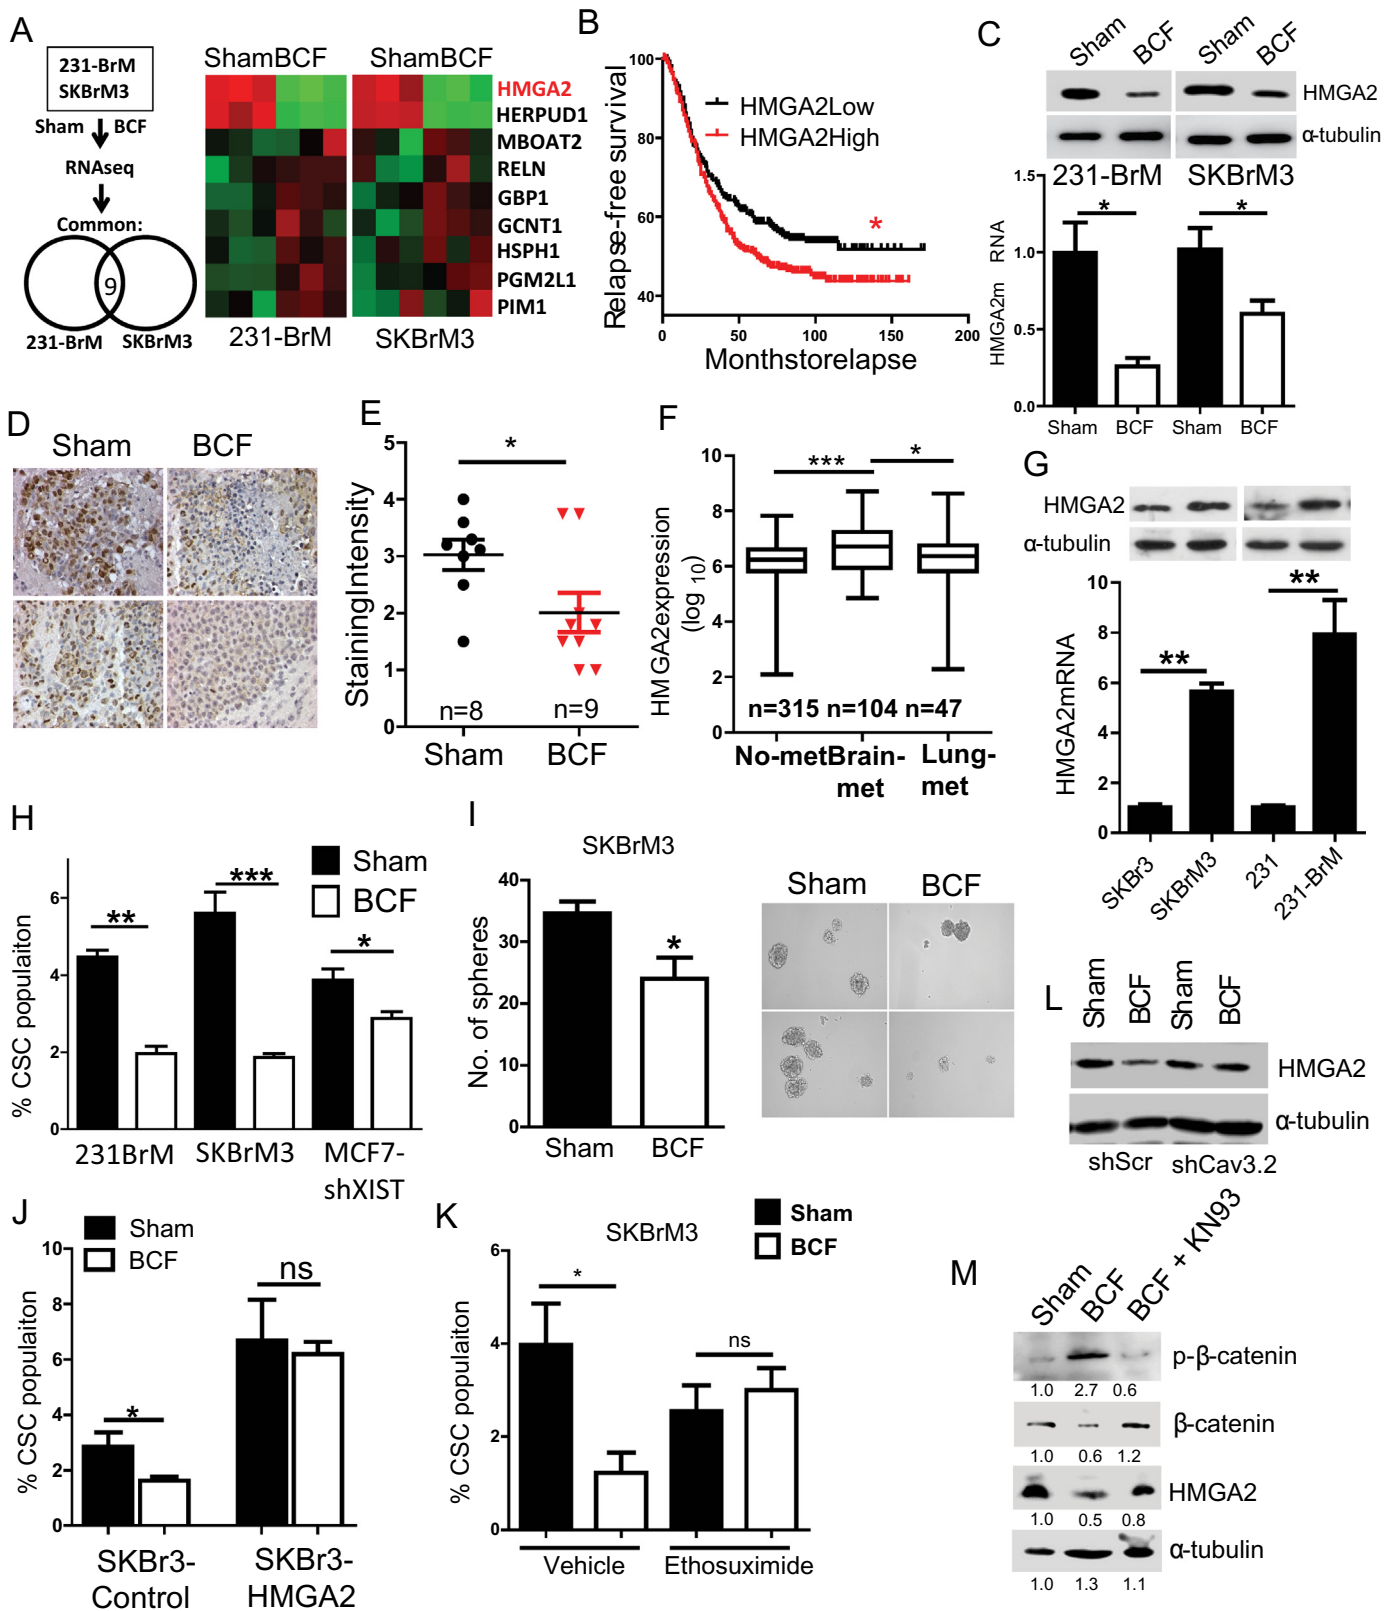 A
231-BrM
SKBrM3
Sham BCF
RNAseq
Common:
9
231-BrM SKBrM3
ShamBCF ShamBCF
HMGA2
HERPUD1
MBOAT2
RELN
GBP1
GCNT1
HSPH1
PGM2L1
PIM1
231-BrM SKBrM3
B
Relapse-free survival
100
80
60
40
HMGA2Low
HMGA2High
*
0 50 100 150 200
Monthstorelapse
C
Sham BCF Sham BCF
HMGA2
α-tubulin
231-BrM SKBrM3
HMGA2m RNA
1.5
1.0
0.5
0.0
* *
Sham BCF Sham BCF
D
Sham BCF
E
StainingIntensity
5
4
3
2
1
0
*
n=8 n=9
Sham BCF
F
HMGA2expression
(log 10)
10
8
6
4
2
0
*** *
n=315 n=104 n=47
No-metBrain- Lung-
met met
G
HMGA2
α-tubulin
HMGA2mRNA
10
8
6
4
2
0
** **
SKBr3 SKBrM3 231 231-BrM
H
Sham
BCF
% CSC populaiton
6
4
2
0
** *** *
231BrM SKBrM3 MCF7-
shXIST
I
SKBrM3
No. of spheres
40
30
20
10
0
*
Sham BCF
Sham BCF
L
Sham BCF Sham BCF
HMGA2
α-tubulin
shScr shCav3.2
J
Sham
BCF
% CSC populaiton
10
8
6
4
2
0
* ns
SKBr3- SKBr3-
Control HMGA2
K
SKBrM3
Sham
BCF
% CSC populaiton
6
4
2
0
* ns
Vehicle Ethosuximide
M
Sham BCF BCF + KN93
p-β-catenin
1.0 2.7 0.6
β-catenin
1.0 0.6 1.2
HMGA2
1.0 0.5 0.8
α-tubulin
1.0 1.3 1.1